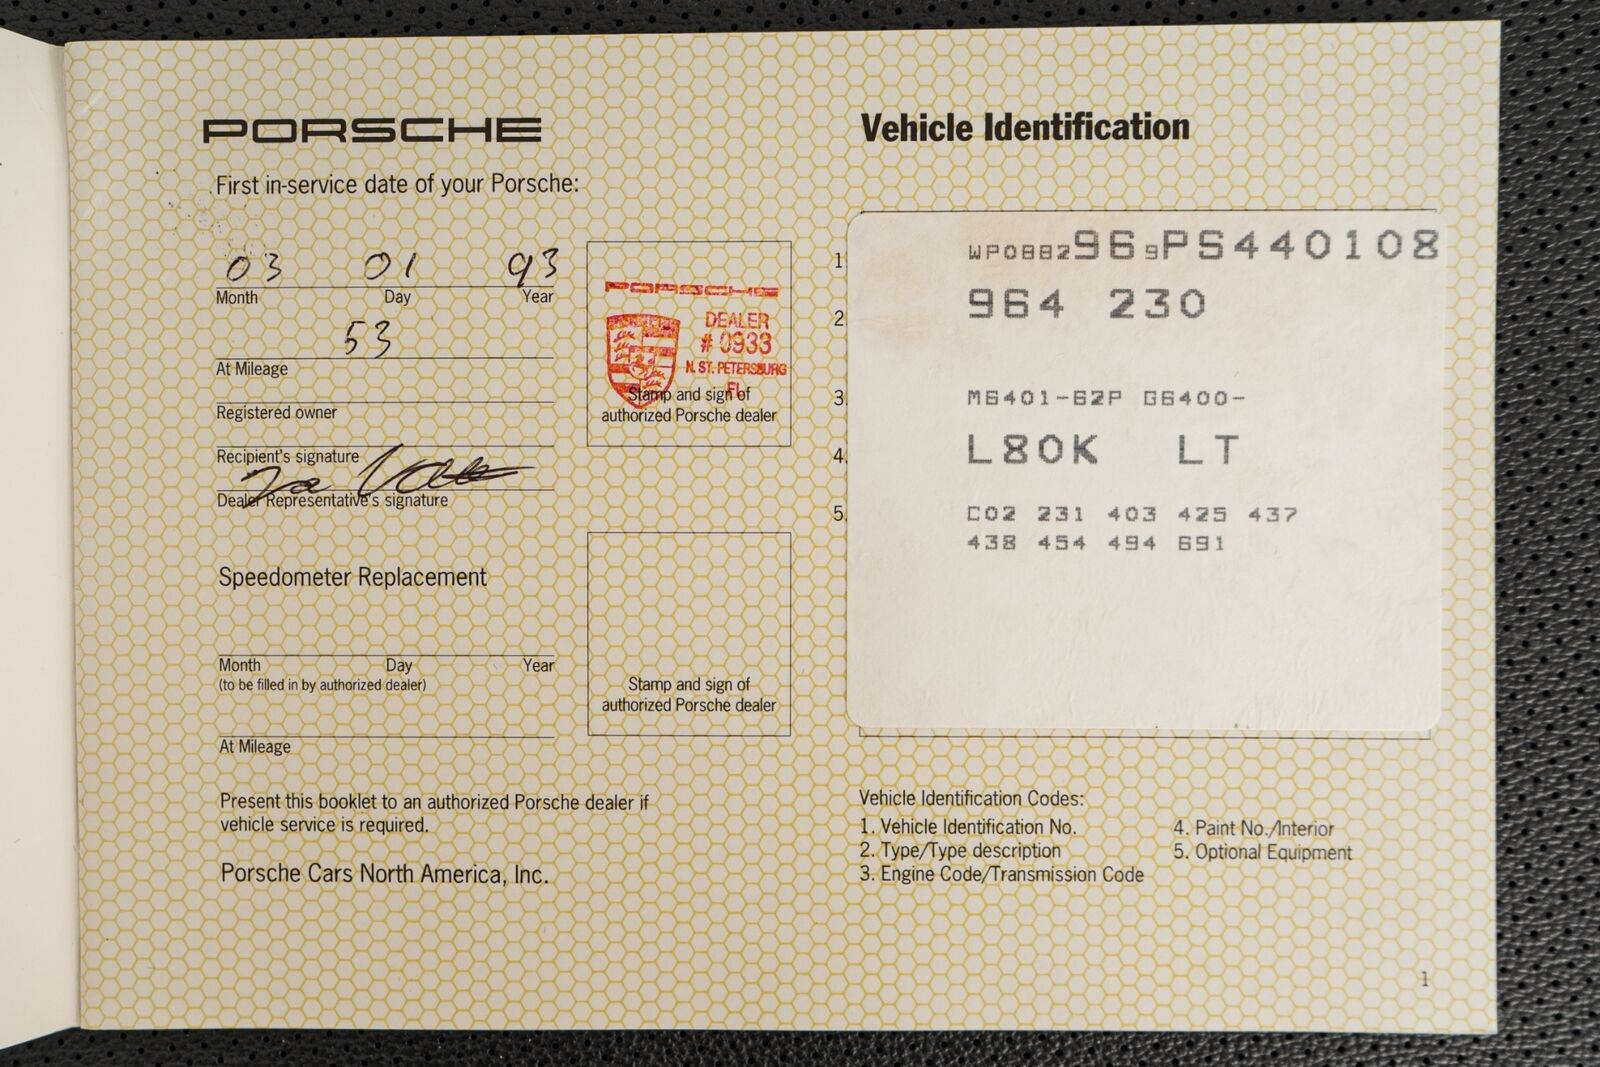 PORSCHE
First in-service date of your Porsche:
03 01 93
Month Day Year
53
At Mileage
Registered owner
Recipient's signature
Dealer Representative's signature
PORSCHE
DEALER
# 0933
N. ST. PETERSBURG
FL
Stamp and sign of
authorized Porsche dealer
Speedometer Replacement
Month Day Year
(to be filled in by authorized dealer)
At Mileage
Stamp and sign of
authorized Porsche dealer
Present this booklet to an authorized Porsche dealer if
vehicle service is required.
Porsche Cars North America, Inc.
Vehicle Identification
1. WP0BB2969PS440108
2. 964 230
3. M6401-62P G6400-
4. L80K LT
5. C02 231 403 425 437
438 454 494 691
Vehicle Identification Codes:
1. Vehicle Identification No.
2. Type/Type description
3. Engine Code/Transmission Code
4. Paint No./Interior
5. Optional Equipment
1